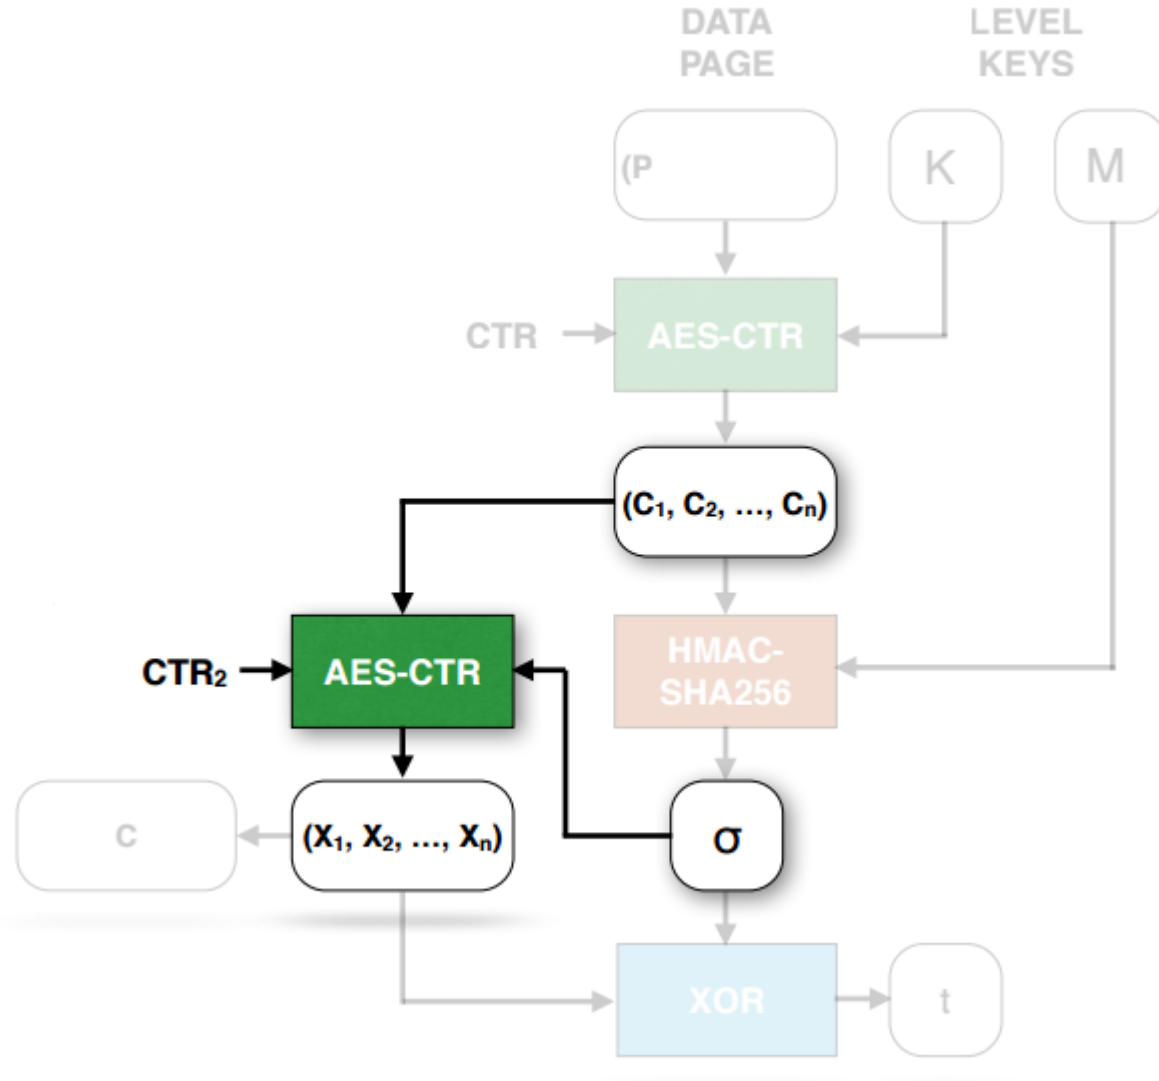 DATA
PAGE
LEVEL
KEYS
(P
K
M
CTR
AES-CTR
(C₁, C₂, ..., Cₙ)
CTR₂
AES-CTR
HMAC-
SHA256
C
(X₁, X₂, ..., Xₙ)
σ
XOR
t